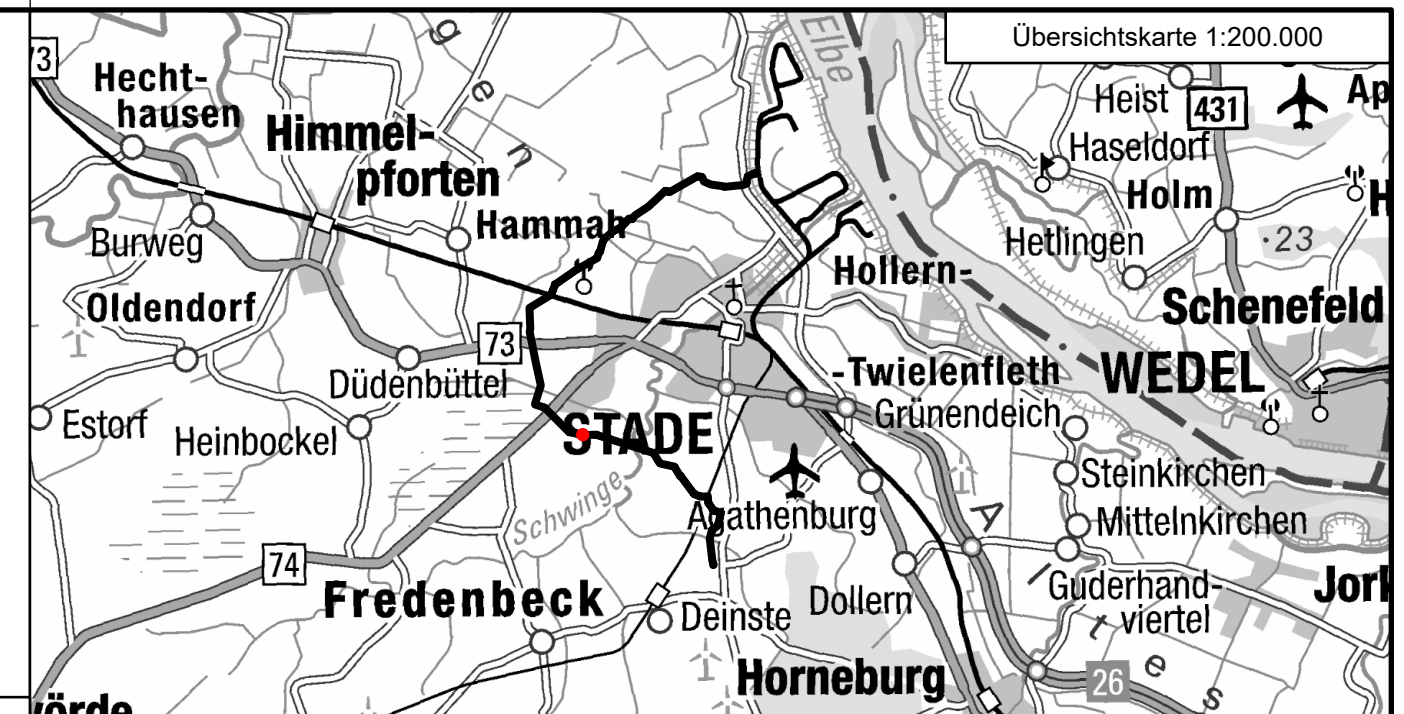 Übersichtskarte 1:200.000
73
Hecht-
hausen
Himmel-
pforten
Hammah
Burweg
Oldendorf
Düdenbüttel
73
Estorf
Heinbockel
STADE
Schwinge
Agathenburg
74
Fredenbeck
Deinste
Dollern
Horneburg
g
e
n
Elbe
Heist
431
Ap
Haseldorf
Holm
H
Hetlingen
·23
Hollern-
-Twielenfleth
Schenefeld
WEDEL
Grünendeich
Steinkirchen
Mittelnkirchen
Guderhand-
viertel
Jork
A
l
t
e
s
26
örde